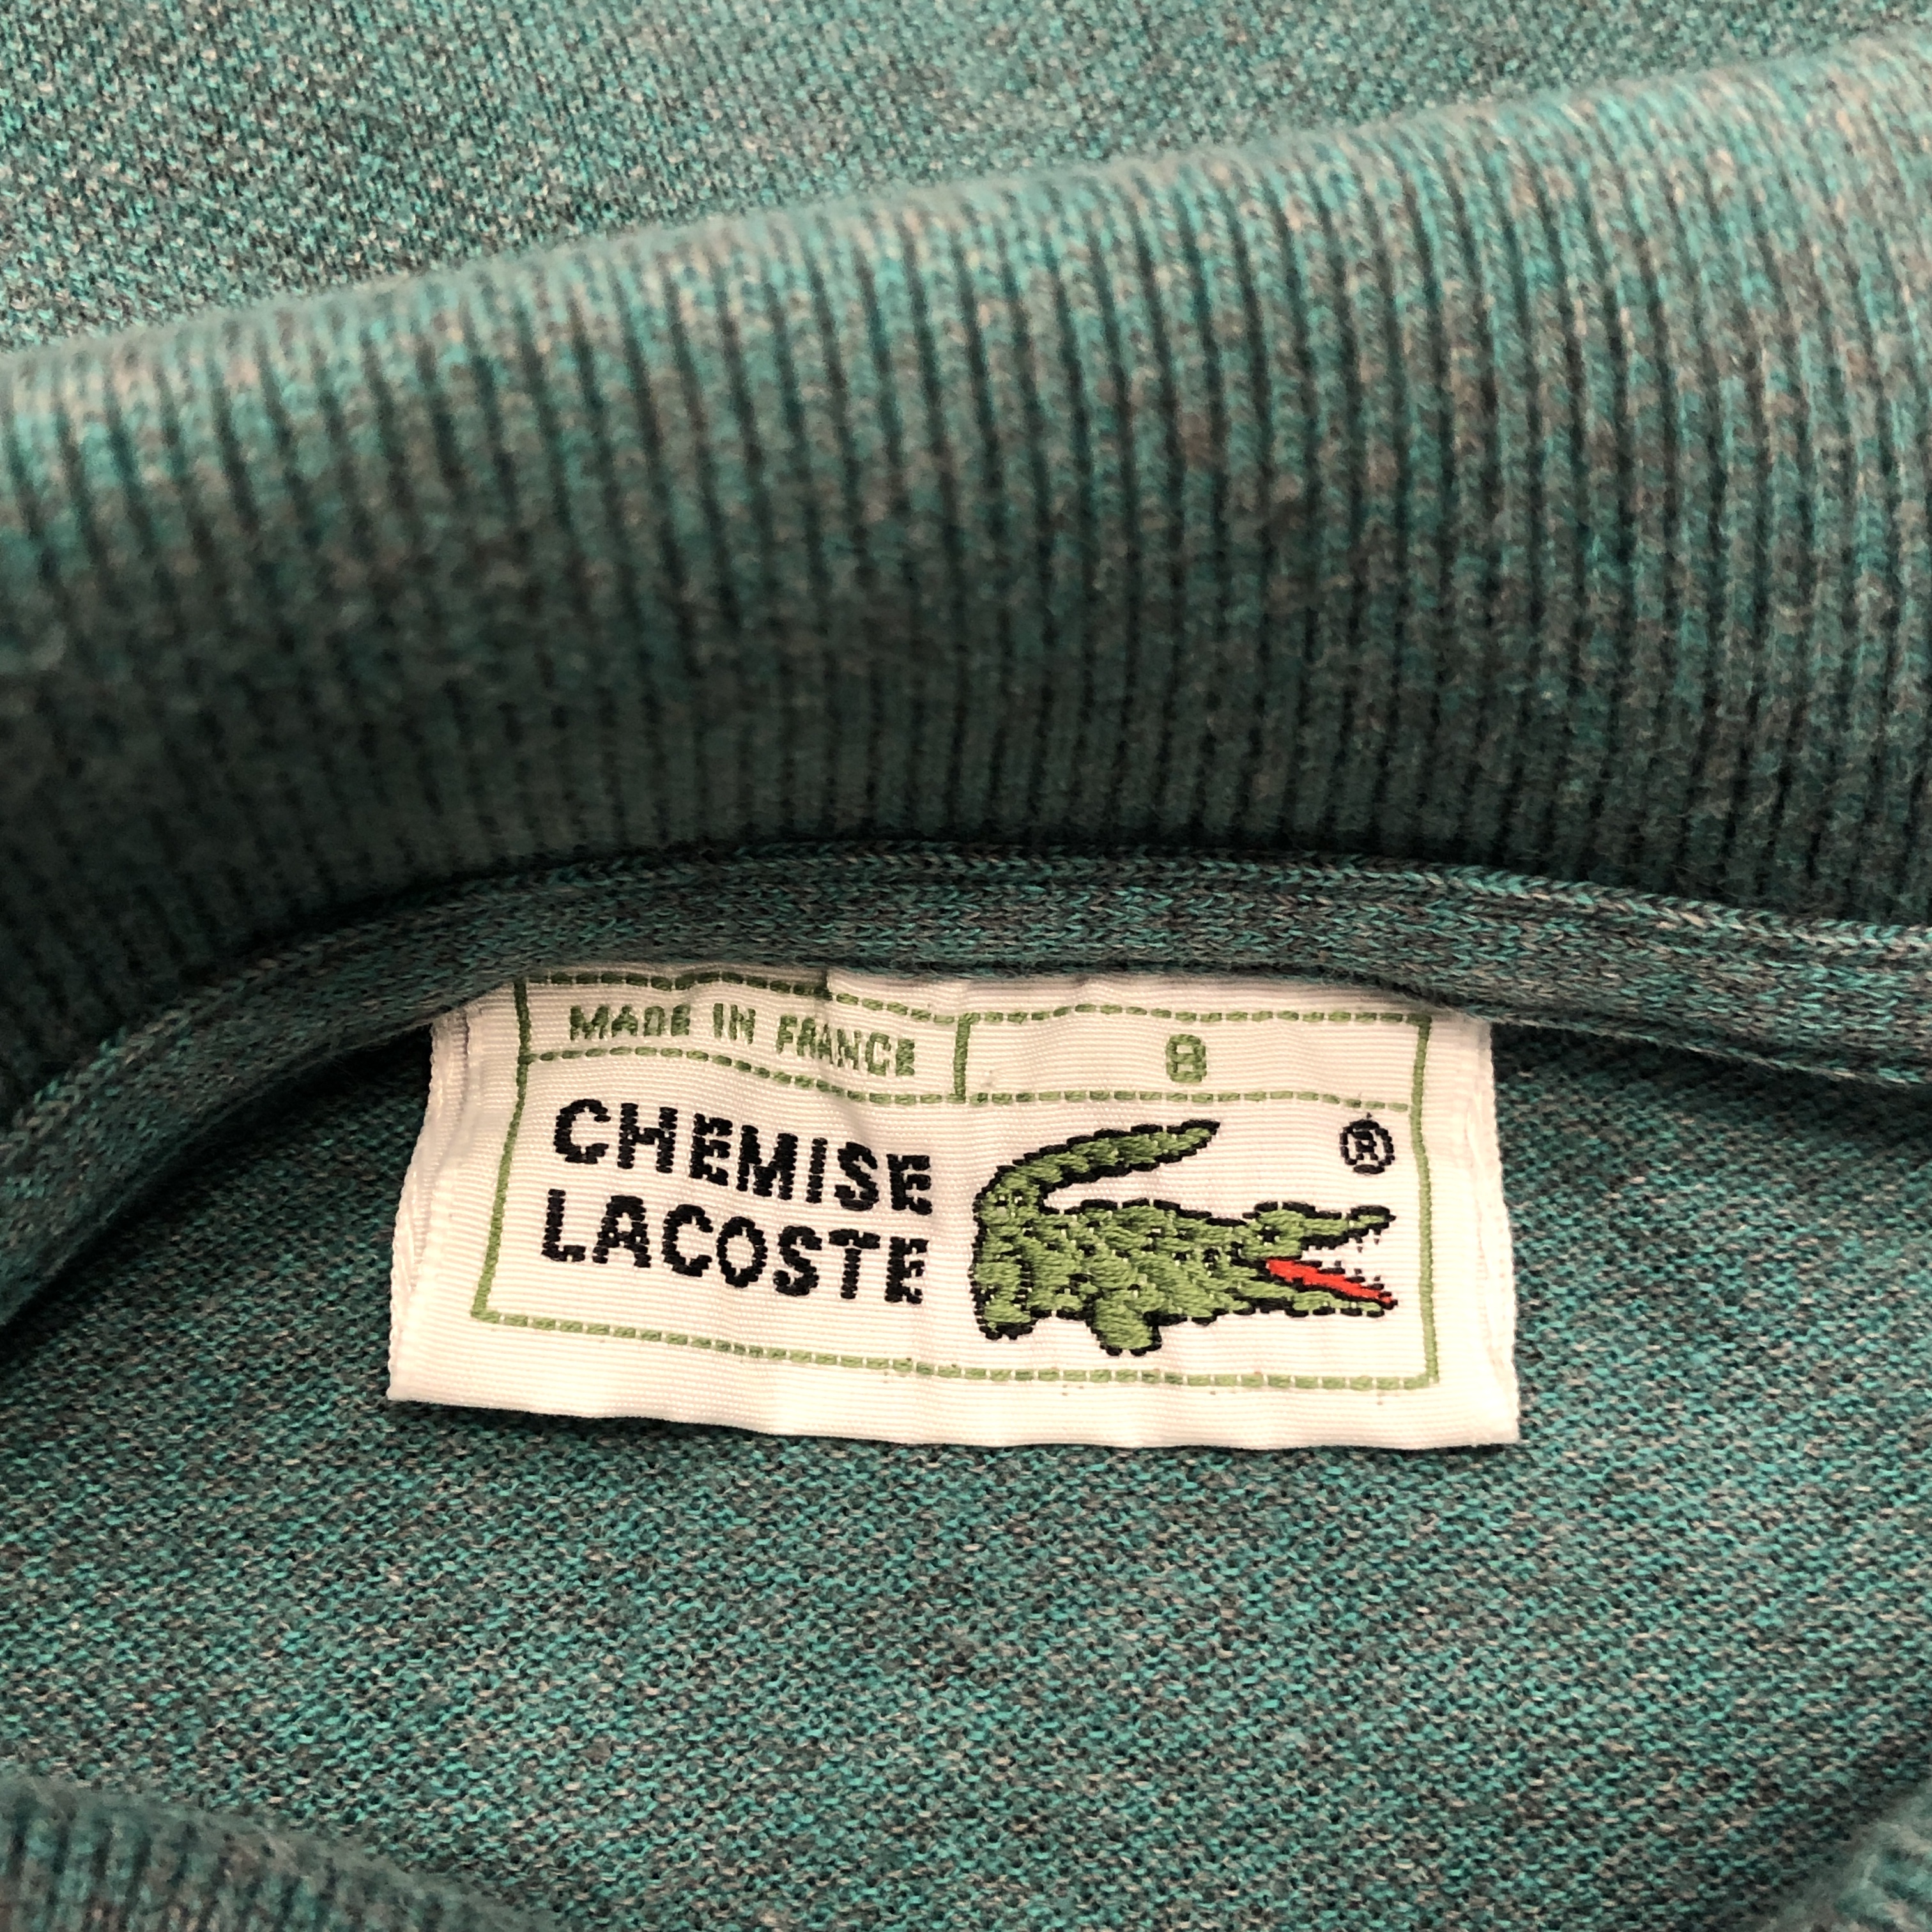 MADE IN FRANCE 8
CHEMISE
LACOSTE
®